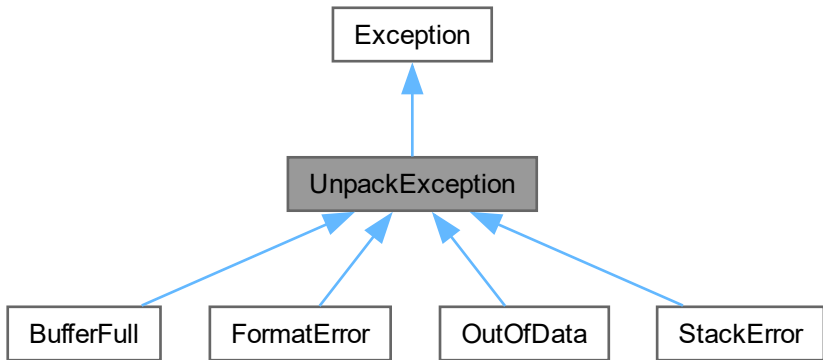 Exception
UnpackException
BufferFull
FormatError
OutOfData
StackError